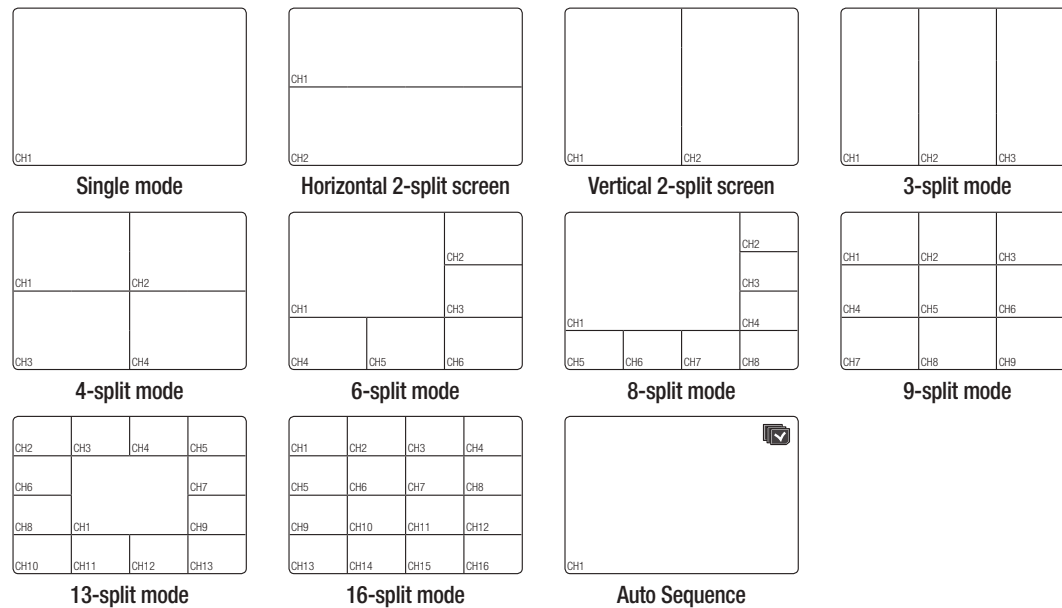 CH1
Single mode
CH1
CH2
Horizontal 2-split screen
CH1 CH2
Vertical 2-split screen
CH1 CH2 CH3
3-split mode
CH1 CH2
CH3 CH4
4-split mode
CH2
CH1 CH3
CH4 CH5 CH6
6-split mode
CH2
CH3
CH1 CH4
CH5 CH6 CH7 CH8
8-split mode
CH1 CH2 CH3
CH4 CH5 CH6
CH7 CH8 CH9
9-split mode
CH2 CH3 CH4 CH5
CH6 CH7
CH8 CH1 CH9
CH10 CH11 CH12 CH13
13-split mode
CH1 CH2 CH3 CH4
CH5 CH6 CH7 CH8
CH9 CH10 CH11 CH12
CH13 CH14 CH15 CH16
16-split mode
CH1
Auto Sequence